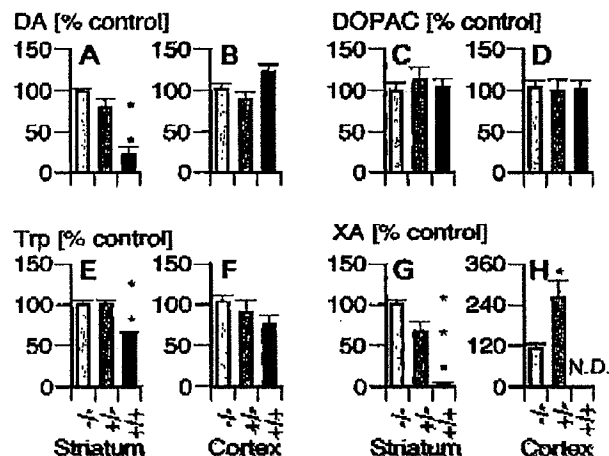 DA [% control]
DOPAC [% control]
150 A
100
50
0
B
150
100
50
0
150 C
100
50
0
D
150
100
50
0
Trp [% control]
XA [% control]
150 E * *
100
50
0
-/- +/- +/+
Striatum
150 F
100
50
0
-/- +/- +/+
Cortex
150 G * * *
100
50
0
-/- +/- +/+
Striatum
360 H *
240
120
0
N.D.
-/- +/- +/+
Cortex